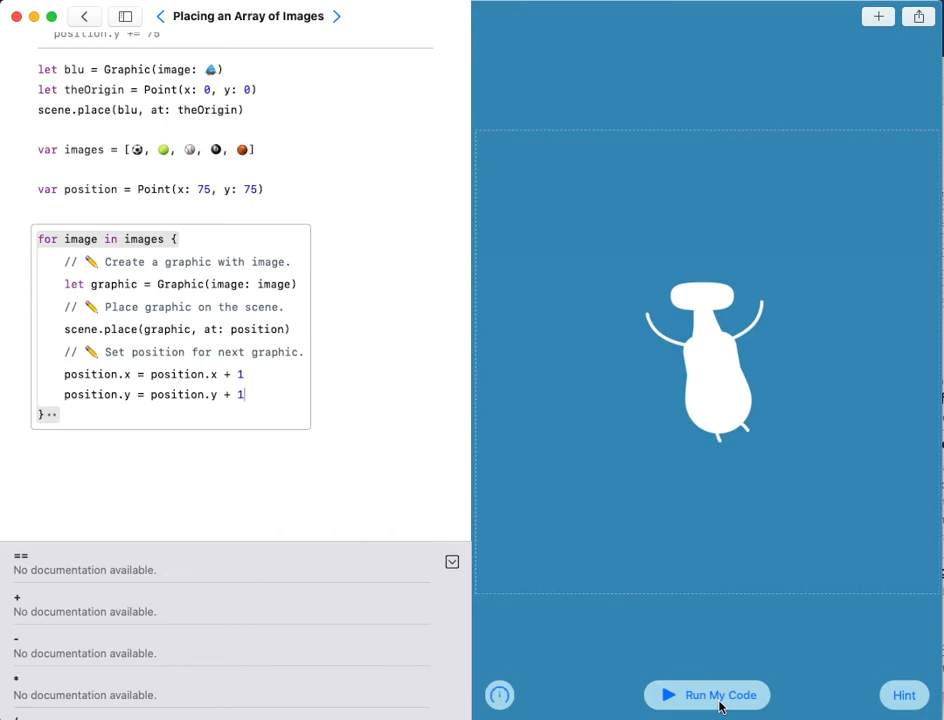 Placing an Array of Images
position.y += 75
let blu = Graphic(image: )
let theOrigin = Point(x: 0, y: 0)
scene.place(blu, at: theOrigin)
var images = [⚽, 🎾, ⚾, 🎱, 🏀]
var position = Point(x: 75, y: 75)
for image in images {
// ✏️ Create a graphic with image.
let graphic = Graphic(image: image)
// ✏️ Place graphic on the scene.
scene.place(graphic, at: position)
// ✏️ Set position for next graphic.
position.x = position.x + 1
position.y = position.y + 1
}
==
No documentation available.
+
No documentation available.
-
No documentation available.
*
No documentation available.
Run My Code
Hint